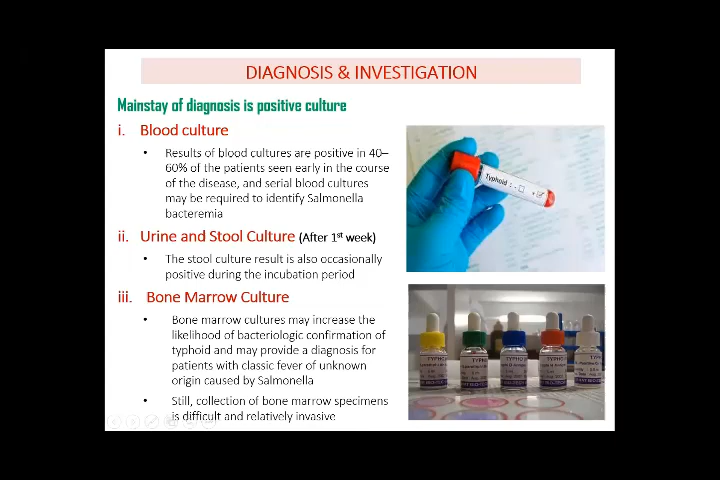 DIAGNOSIS & INVESTIGATION
Mainstay of diagnosis is positive culture
i. Blood culture
• Results of blood cultures are positive in 40–
60% of the patients seen early in the course
of the disease, and serial blood cultures
may be required to identify Salmonella
bacteremia
ii. Urine and Stool Culture (After 1st week)
• The stool culture result is also occasionally
positive during the incubation period
iii. Bone Marrow Culture
• Bone marrow cultures may increase the
likelihood of bacteriologic confirmation of
typhoid and may provide a diagnosis for
patients with classic fever of unknown
origin caused by Salmonella
• Still, collection of bone marrow specimens
is difficult and relatively invasive
Typhoid : - +
TYPHO
TYPHO
TYPHO
TYPHO
TYPH